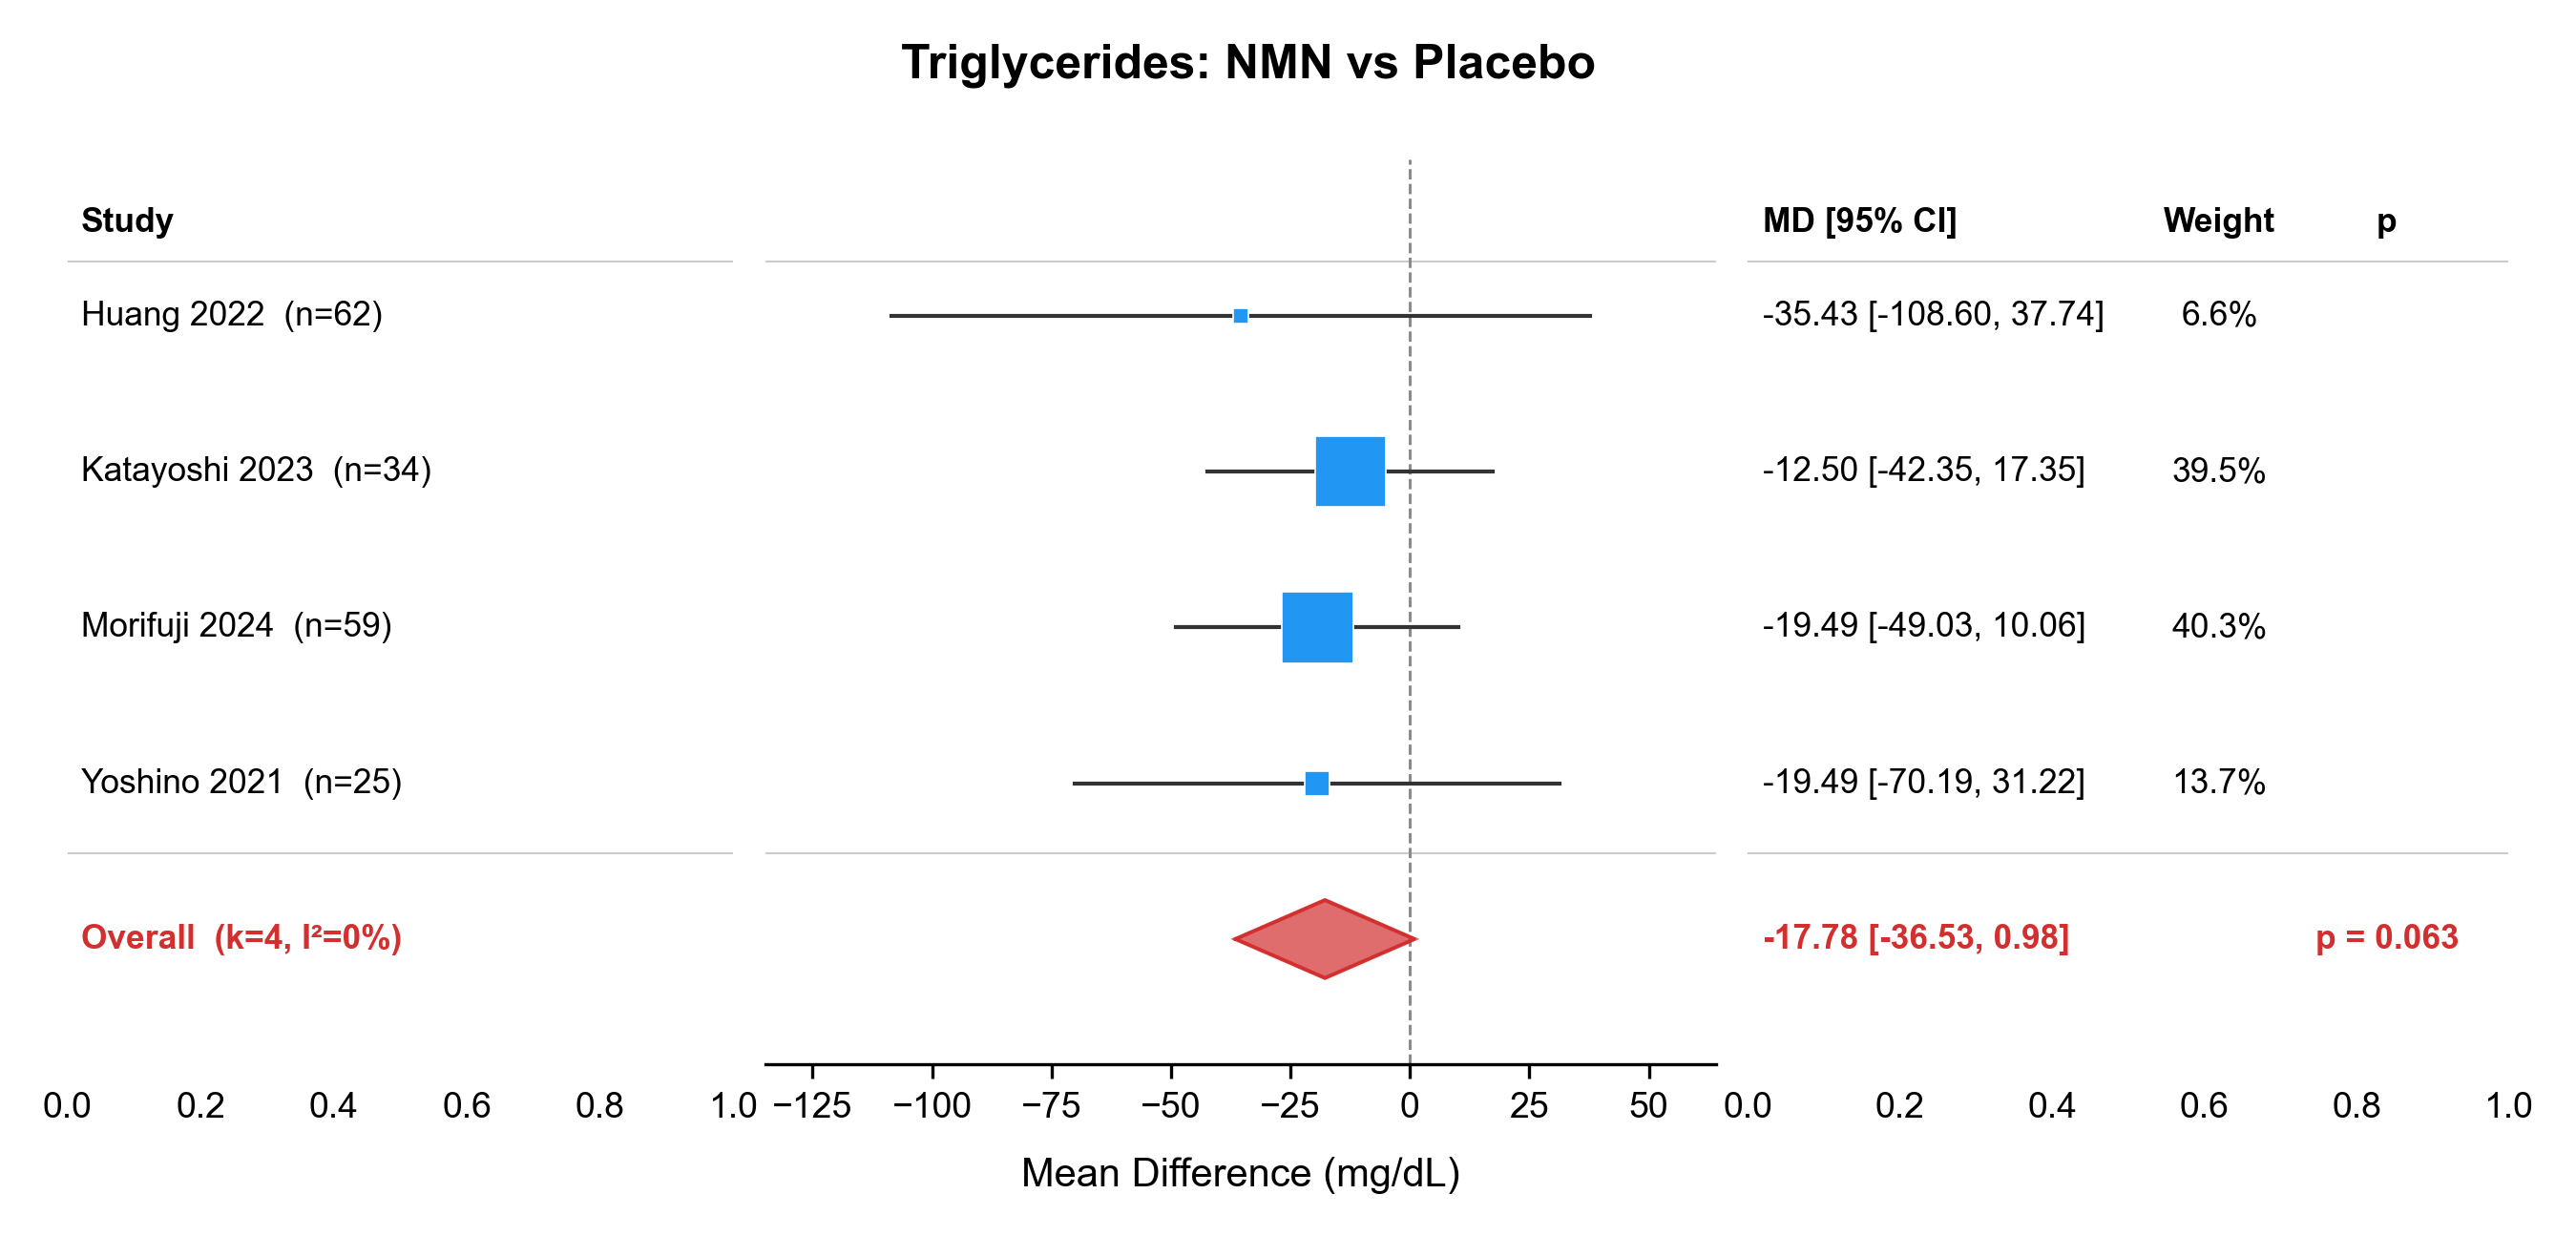 Triglycerides: NMN vs Placebo
Study MD [95% CI] Weight p
Huang 2022 (n=62) -35.43 [-108.60, 37.74] 6.6%
Katayoshi 2023 (n=34) -12.50 [-42.35, 17.35] 39.5%
Morifuji 2024 (n=59) -19.49 [-49.03, 10.06] 40.3%
Yoshino 2021 (n=25) -19.49 [-70.19, 31.22] 13.7%
Overall (k=4, I²=0%) -17.78 [-36.53, 0.98] p = 0.063
0.0 0.2 0.4 0.6 0.8 1.0 −125 −100 −75 −50 −25 0 25 50 0.0 0.2 0.4 0.6 0.8 1.0
Mean Difference (mg/dL)